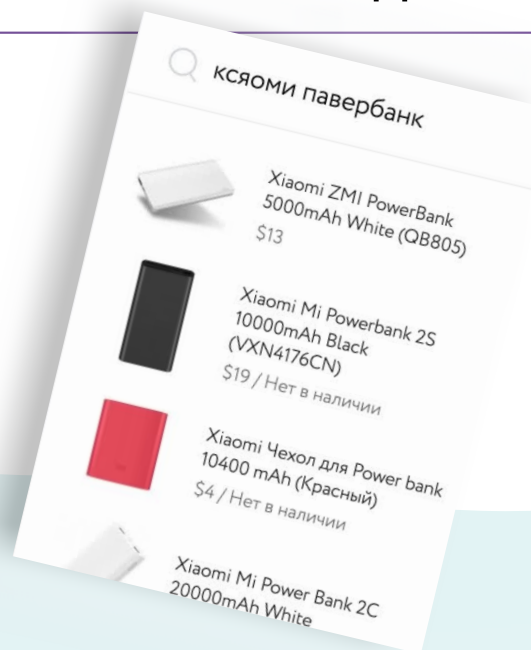 ксяоми павербанк
Xiaomi ZMI PowerBank
5000mAh White (QB805)
$13
Xiaomi Mi Powerbank 2S
10000mAh Black
(VXN4176CN)
$19 / Нет в наличии
Xiaomi Чехол для Power bank
10400 mAh (Красный)
$4 / Нет в наличии
Xiaomi Mi Power Bank 2C
20000mAh White